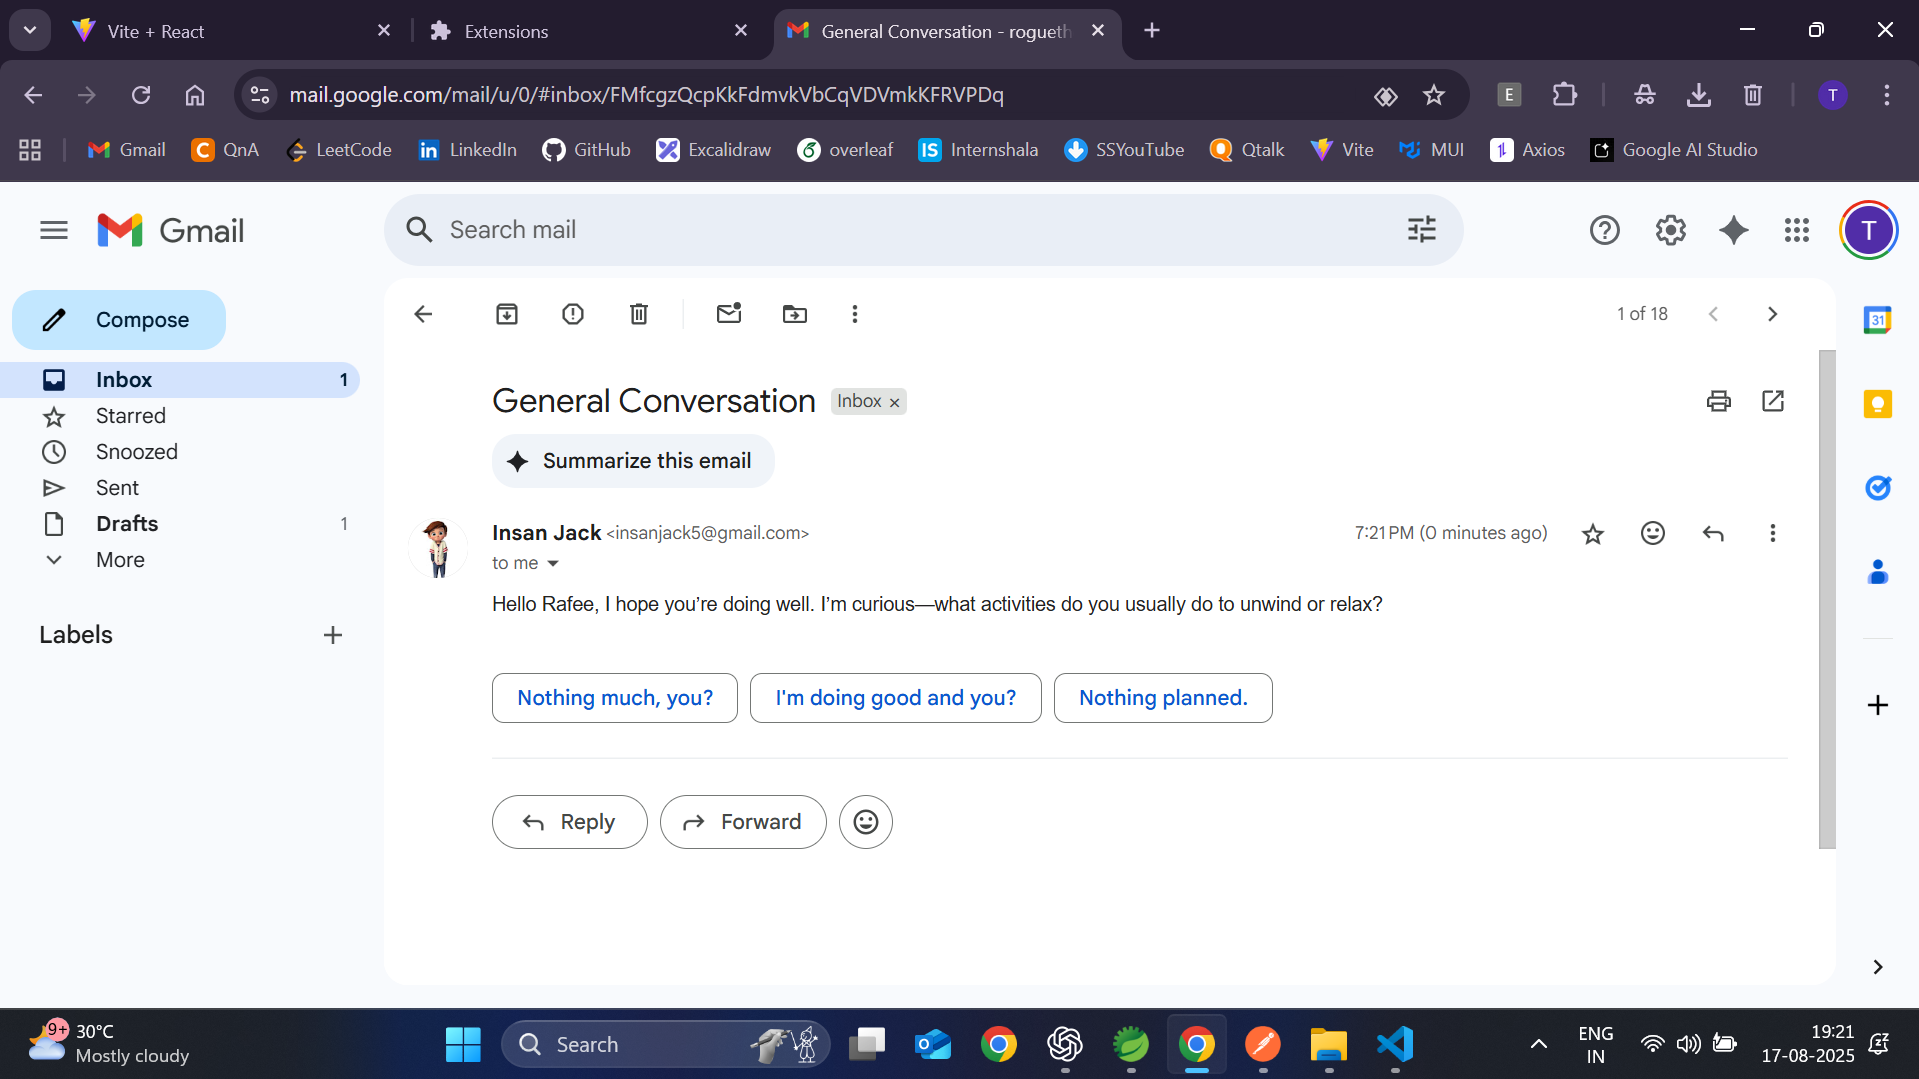 Vite + React
Extensions
General Conversation - rogueth
mail.google.com/mail/u/0/#inbox/FMfcgzQcpKkFdmvkVbCqVDVmkKFRVPDq
E
T
Gmail
QnA
LeetCode
LinkedIn
GitHub
Excalidraw
overleaf
IS Internshala
SSYouTube
Qtalk
Vite
MUI
Axios
Google AI Studio
Gmail
Search mail
T
Compose
1 of 18
31
Inbox 1
Starred
Snoozed
Sent
Drafts 1
More
Labels
General Conversation Inbox ×
Summarize this email
Insan Jack <insanjack5@gmail.com> 7:21 PM (0 minutes ago)
to me
Hello Rafee, I hope you’re doing well. I’m curious—what activities do you usually do to unwind or relax?
Nothing much, you?
I'm doing good and you?
Nothing planned.
Reply
Forward
9+
30°C
Mostly cloudy
Search
ENG
IN
19:21
17-08-2025